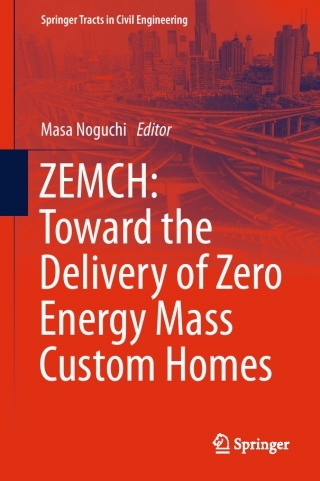 Springer Tracts in Civil Engineering
Masa Noguchi Editor
ZEMCH:
Toward the
Delivery of Zero
Energy Mass
Custom Homes
Springer